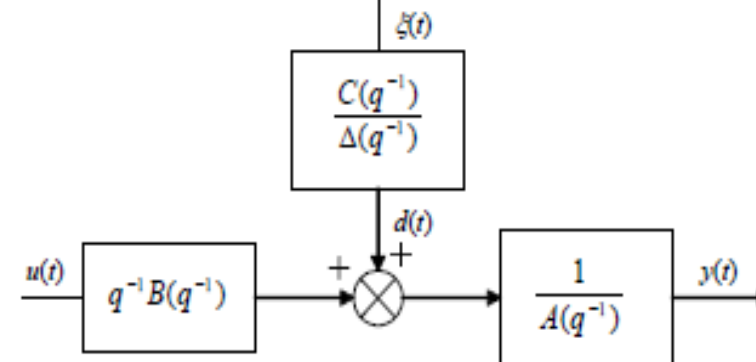 ξ(t)
C(q⁻¹)
Δ(q⁻¹)
d(t)
+
+
u(t)
q⁻¹B(q⁻¹)
1
A(q⁻¹)
y(t)